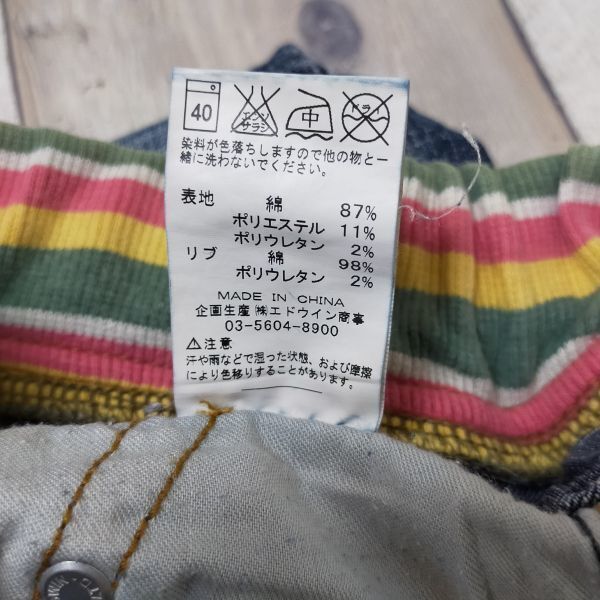 40 エンソ サラシ 中 ドライ
染料が色落ちしますので他の物と一
緒に洗わないでください。
表地 綿 87%
ポリエステル 11%
ポリウレタン 2%
リブ 綿 98%
ポリウレタン 2%
MADE IN CHINA
企画生産 ㈱エドウイン商事
03-5604-8900
⚠注意
汗や雨などで湿った状態、および摩擦
により色移りすることがあります。